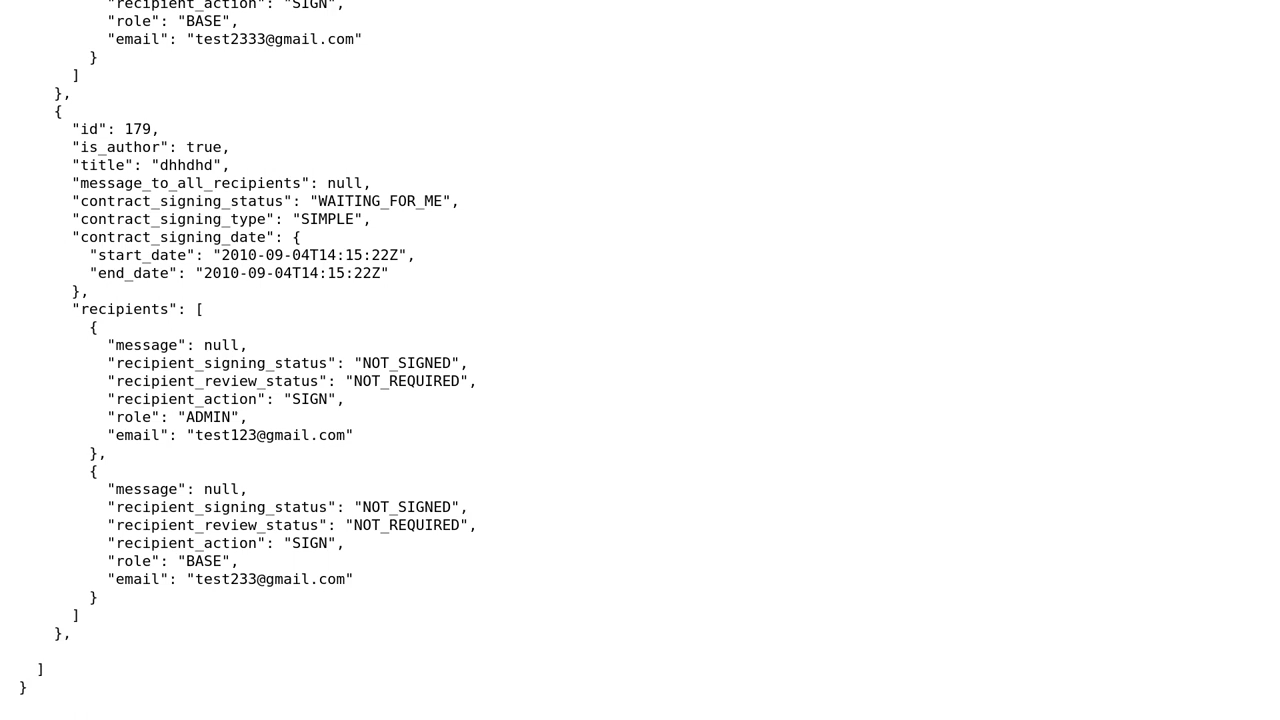 "recipient_action": "SIGN",
"role": "BASE",
"email": "test2333@gmail.com"
}
]
},
{
"id": 179,
"is_author": true,
"title": "dhhdhd",
"message_to_all_recipients": null,
"contract_signing_status": "WAITING_FOR_ME",
"contract_signing_type": "SIMPLE",
"contract_signing_date": {
"start_date": "2010-09-04T14:15:22Z",
"end_date": "2010-09-04T14:15:22Z"
},
"recipients": [
{
"message": null,
"recipient_signing_status": "NOT_SIGNED",
"recipient_review_status": "NOT_REQUIRED",
"recipient_action": "SIGN",
"role": "ADMIN",
"email": "test123@gmail.com"
},
{
"message": null,
"recipient_signing_status": "NOT_SIGNED",
"recipient_review_status": "NOT_REQUIRED",
"recipient_action": "SIGN",
"role": "BASE",
"email": "test233@gmail.com"
}
]
},
]
}